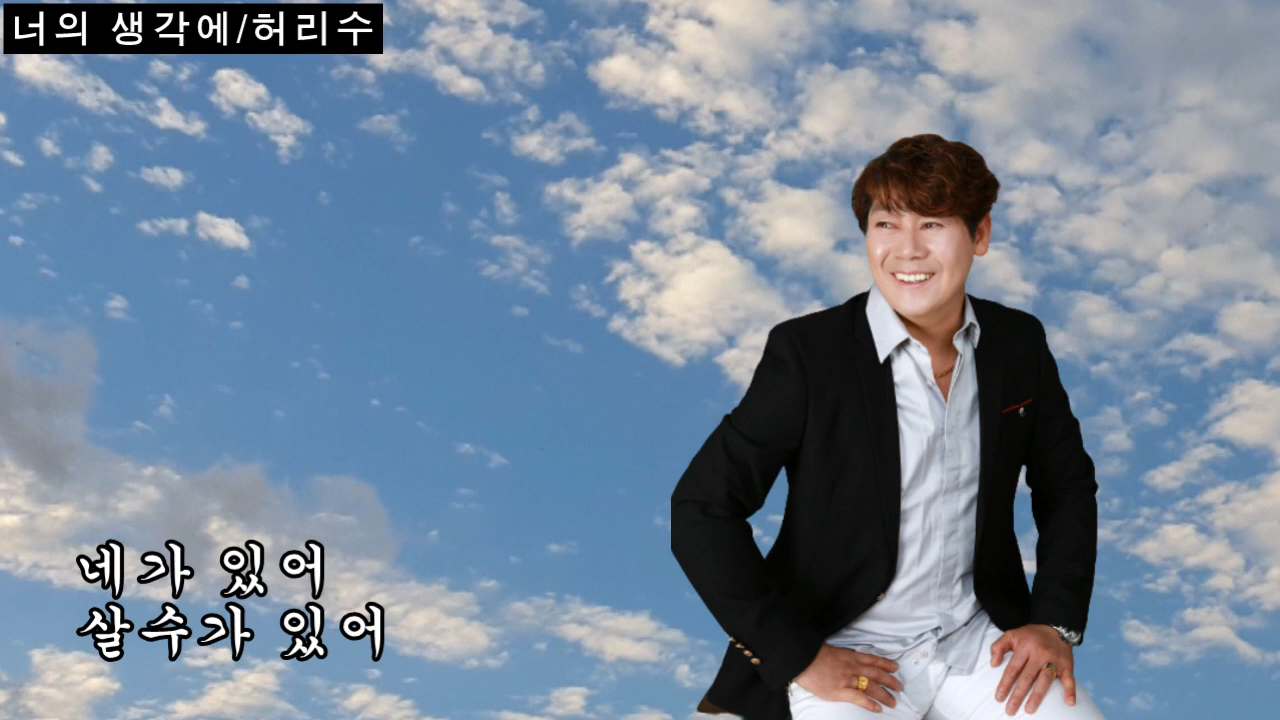 너의 생각에/허리수
네가 있어
살수가 있어